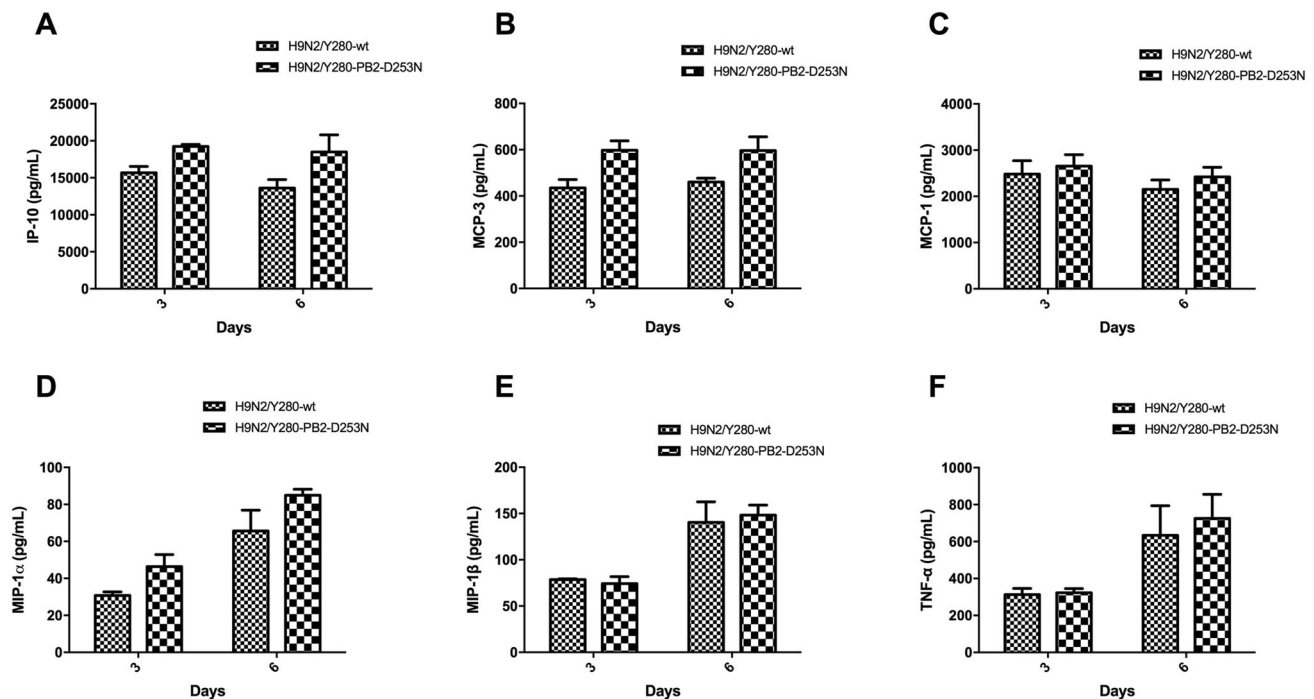 A
H9N2/Y280-wt
H9N2/Y280-PB2-D253N
IP-10 (pg/mL)
25000
20000
15000
10000
5000
0
3
6
Days
B
H9N2/Y280-wt
H9N2/Y280-PB2-D253N
MCP-3 (pg/mL)
800
600
400
200
0
3
6
Days
C
H9N2/Y280-wt
H9N2/Y280-PB2-D253N
MCP-1 (pg/mL)
4000
3000
2000
1000
0
3
6
Days
D
H9N2/Y280-wt
H9N2/Y280-PB2-D253N
MIP-1α (pg/mL)
100
80
60
40
20
0
3
6
Days
E
H9N2/Y280-wt
H9N2/Y280-PB2-D253N
MIP-1β (pg/mL)
200
150
100
50
0
3
6
Days
F
H9N2/Y280-wt
H9N2/Y280-PB2-D253N
TNF-α (pg/mL)
1000
800
600
400
200
0
3
6
Days